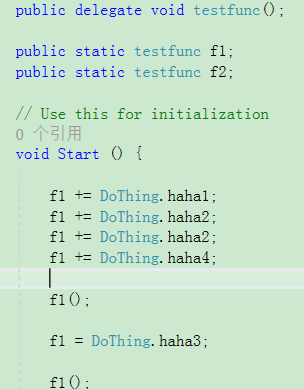 public delegate void testfunc();
public static testfunc f1;
public static testfunc f2;
// Use this for initialization
0 个引用
void Start () {
f1 += DoThing.haha1;
f1 += DoThing.haha2;
f1 += DoThing.haha2;
f1 += DoThing.haha4;
f1();
f1 = DoThing.haha3;
f1();